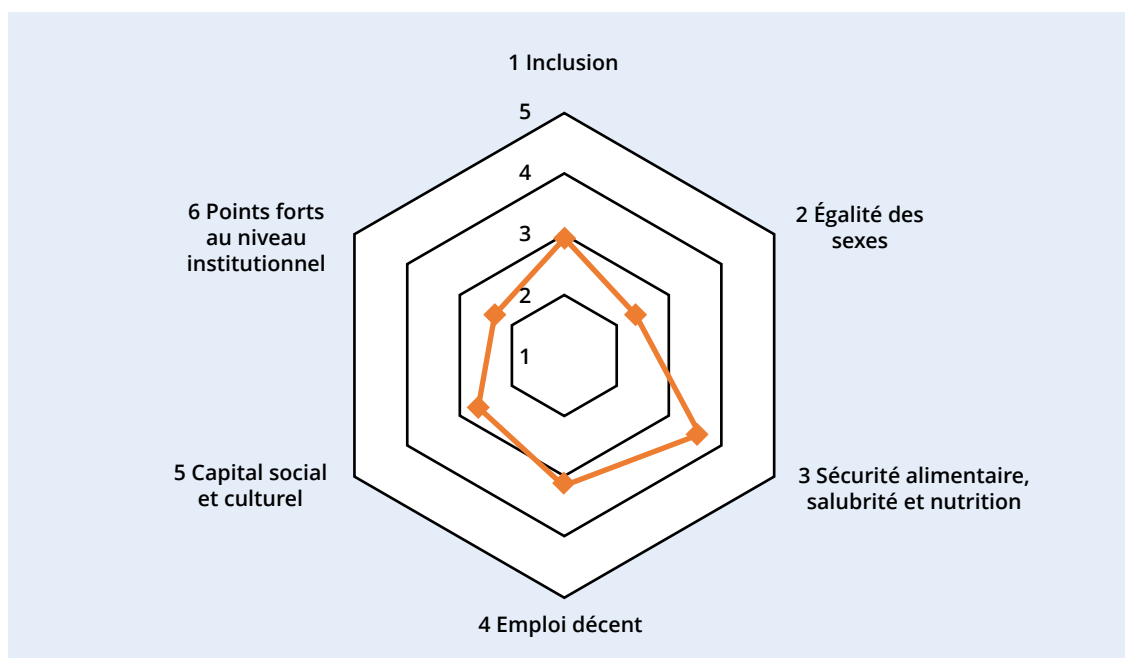 1 Inclusion
5
4
3
2
1
2 Égalité des
sexes
3 Sécurité alimentaire,
salubrité et nutrition
4 Emploi décent
5 Capital social
et culturel
6 Points forts
au niveau
institutionnel